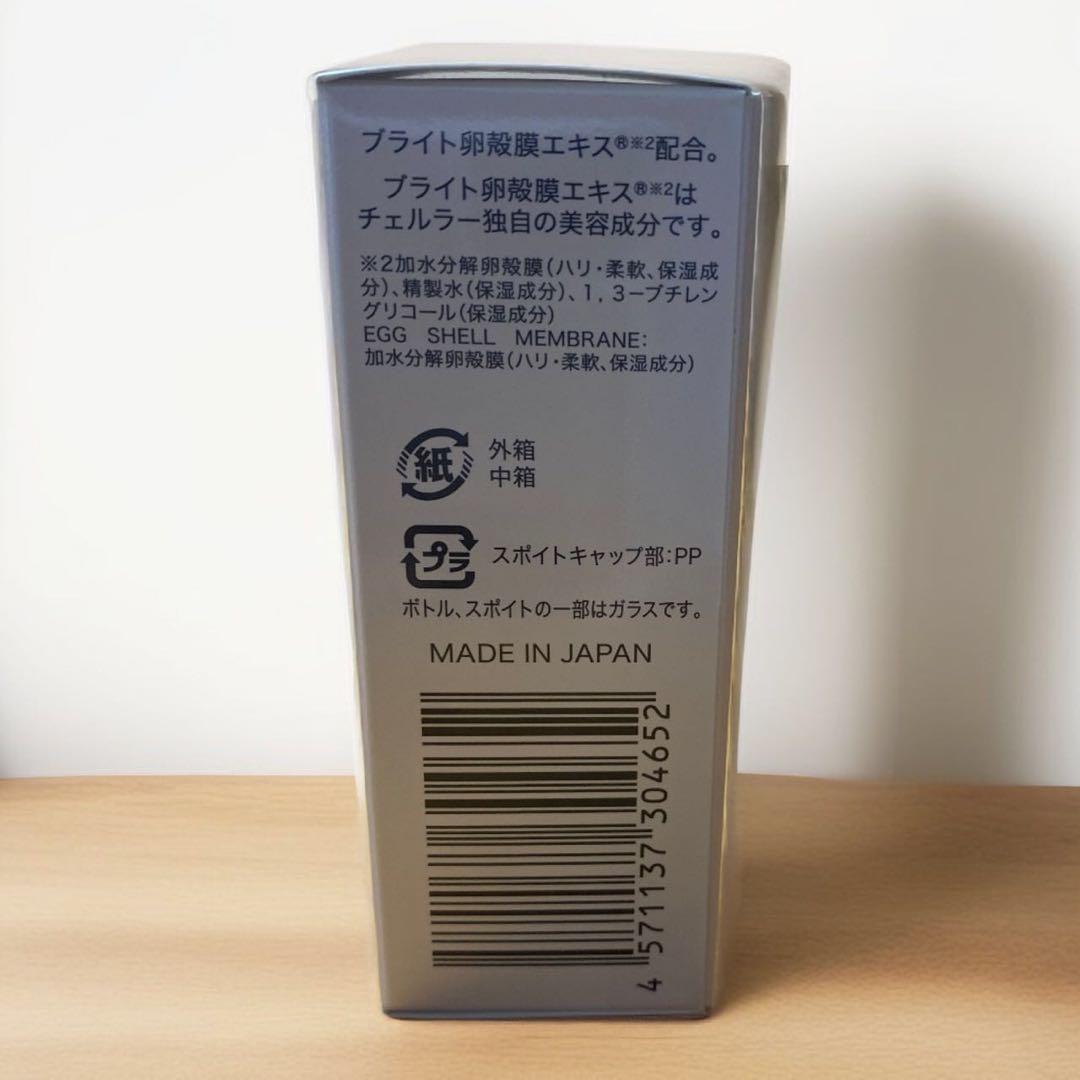 ブライト卵殻膜エキス®※2配合。
ブライト卵殻膜エキス®※2は
チェルラー独自の美容成分です。
※2加水分解卵殻膜(ハリ・柔軟、保湿成
分)、精製水(保湿成分)、1,3ーブチレン
グリコール(保湿成分)
EGG SHELL MEMBRANE:
加水分解卵殻膜(ハリ・柔軟、保湿成分)
紙 外箱
中箱
プラ スポイトキャップ部:PP
ボトル、スポイトの一部はガラスです。
MADE IN JAPAN
4 571137 304652